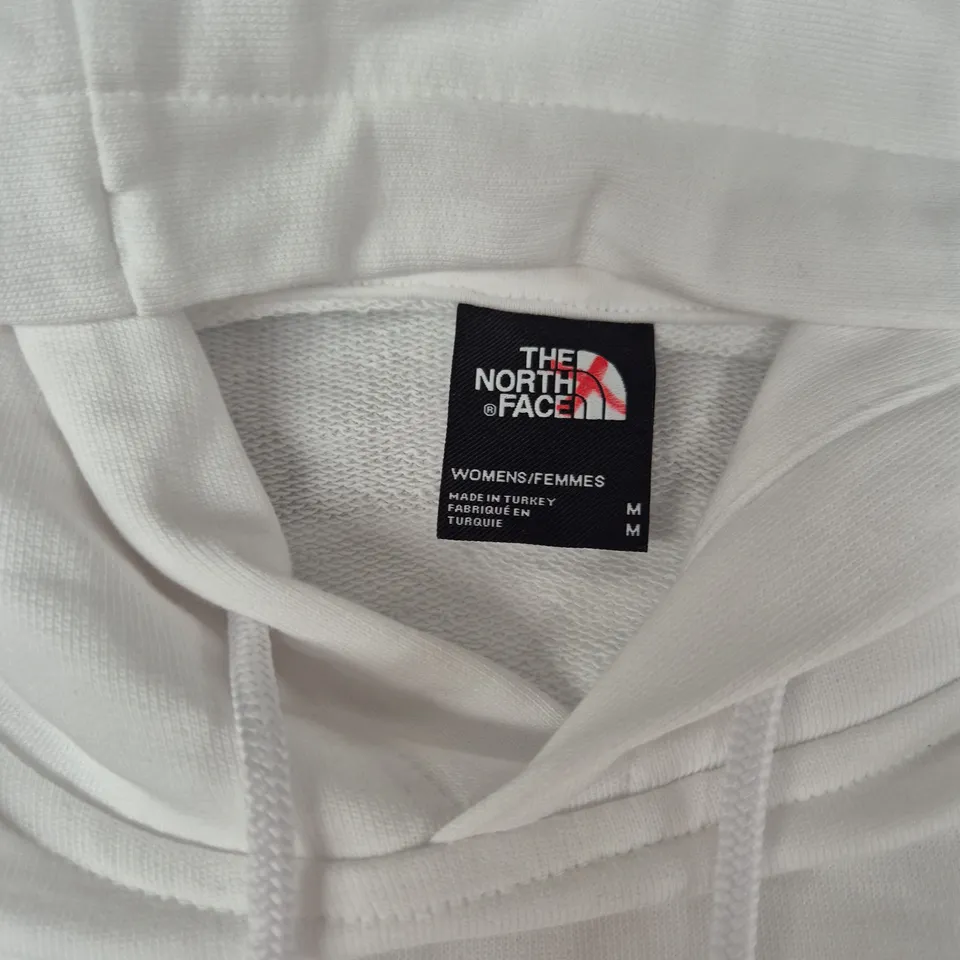 THE
NORTH
® FACE
WOMENS/FEMMES
MADE IN TURKEY
FABRIQUÉ EN
TURQUIE
M
M